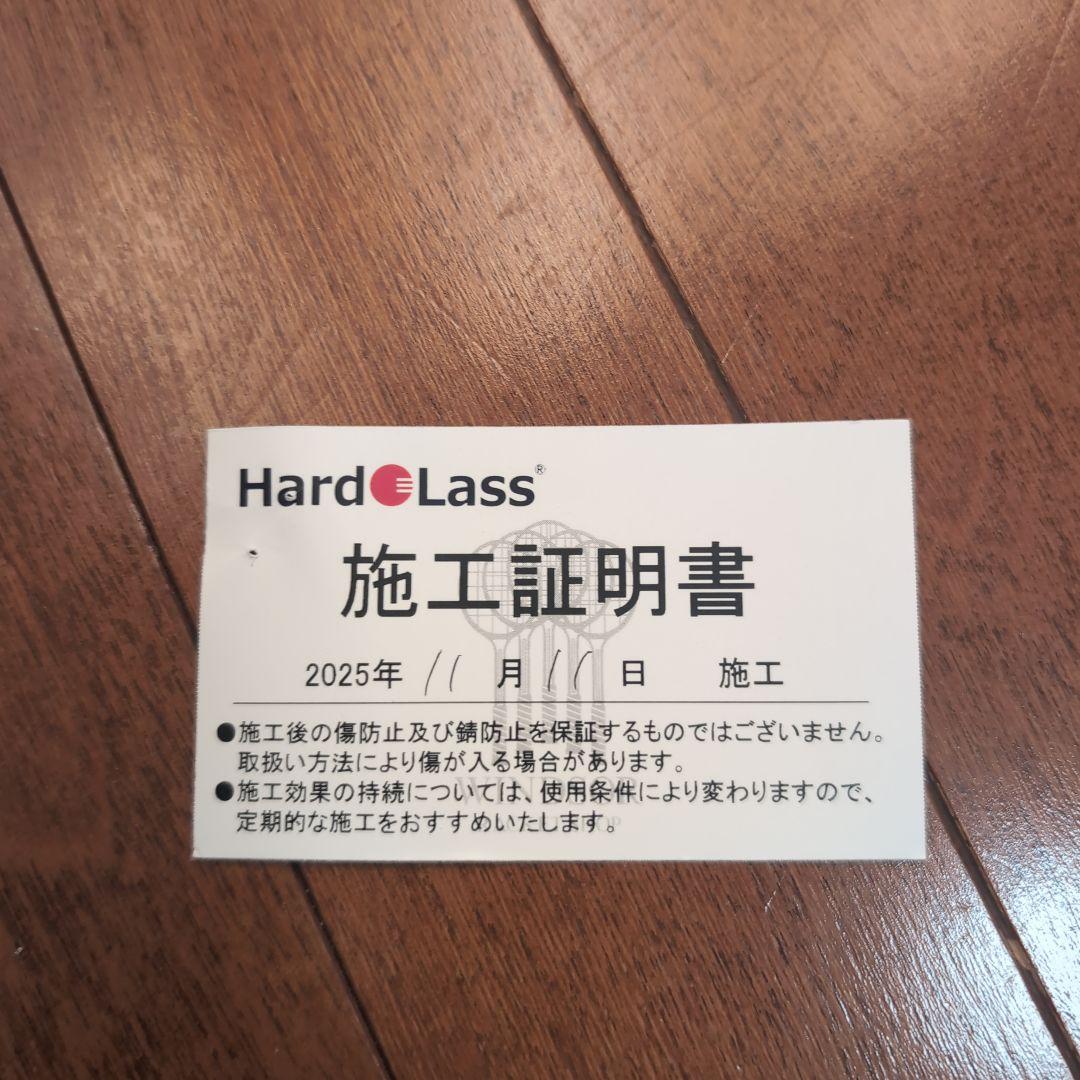 Hard Lass®
施工証明書
2025年 11 月 11 日 施工
●施工後の傷防止及び錆防止を保証するものではございません。
取扱い方法により傷が入る場合があります。
●施工効果の持続については、使用条件により変わりますので、
定期的な施工をおすすめいたします。
WINDSOR